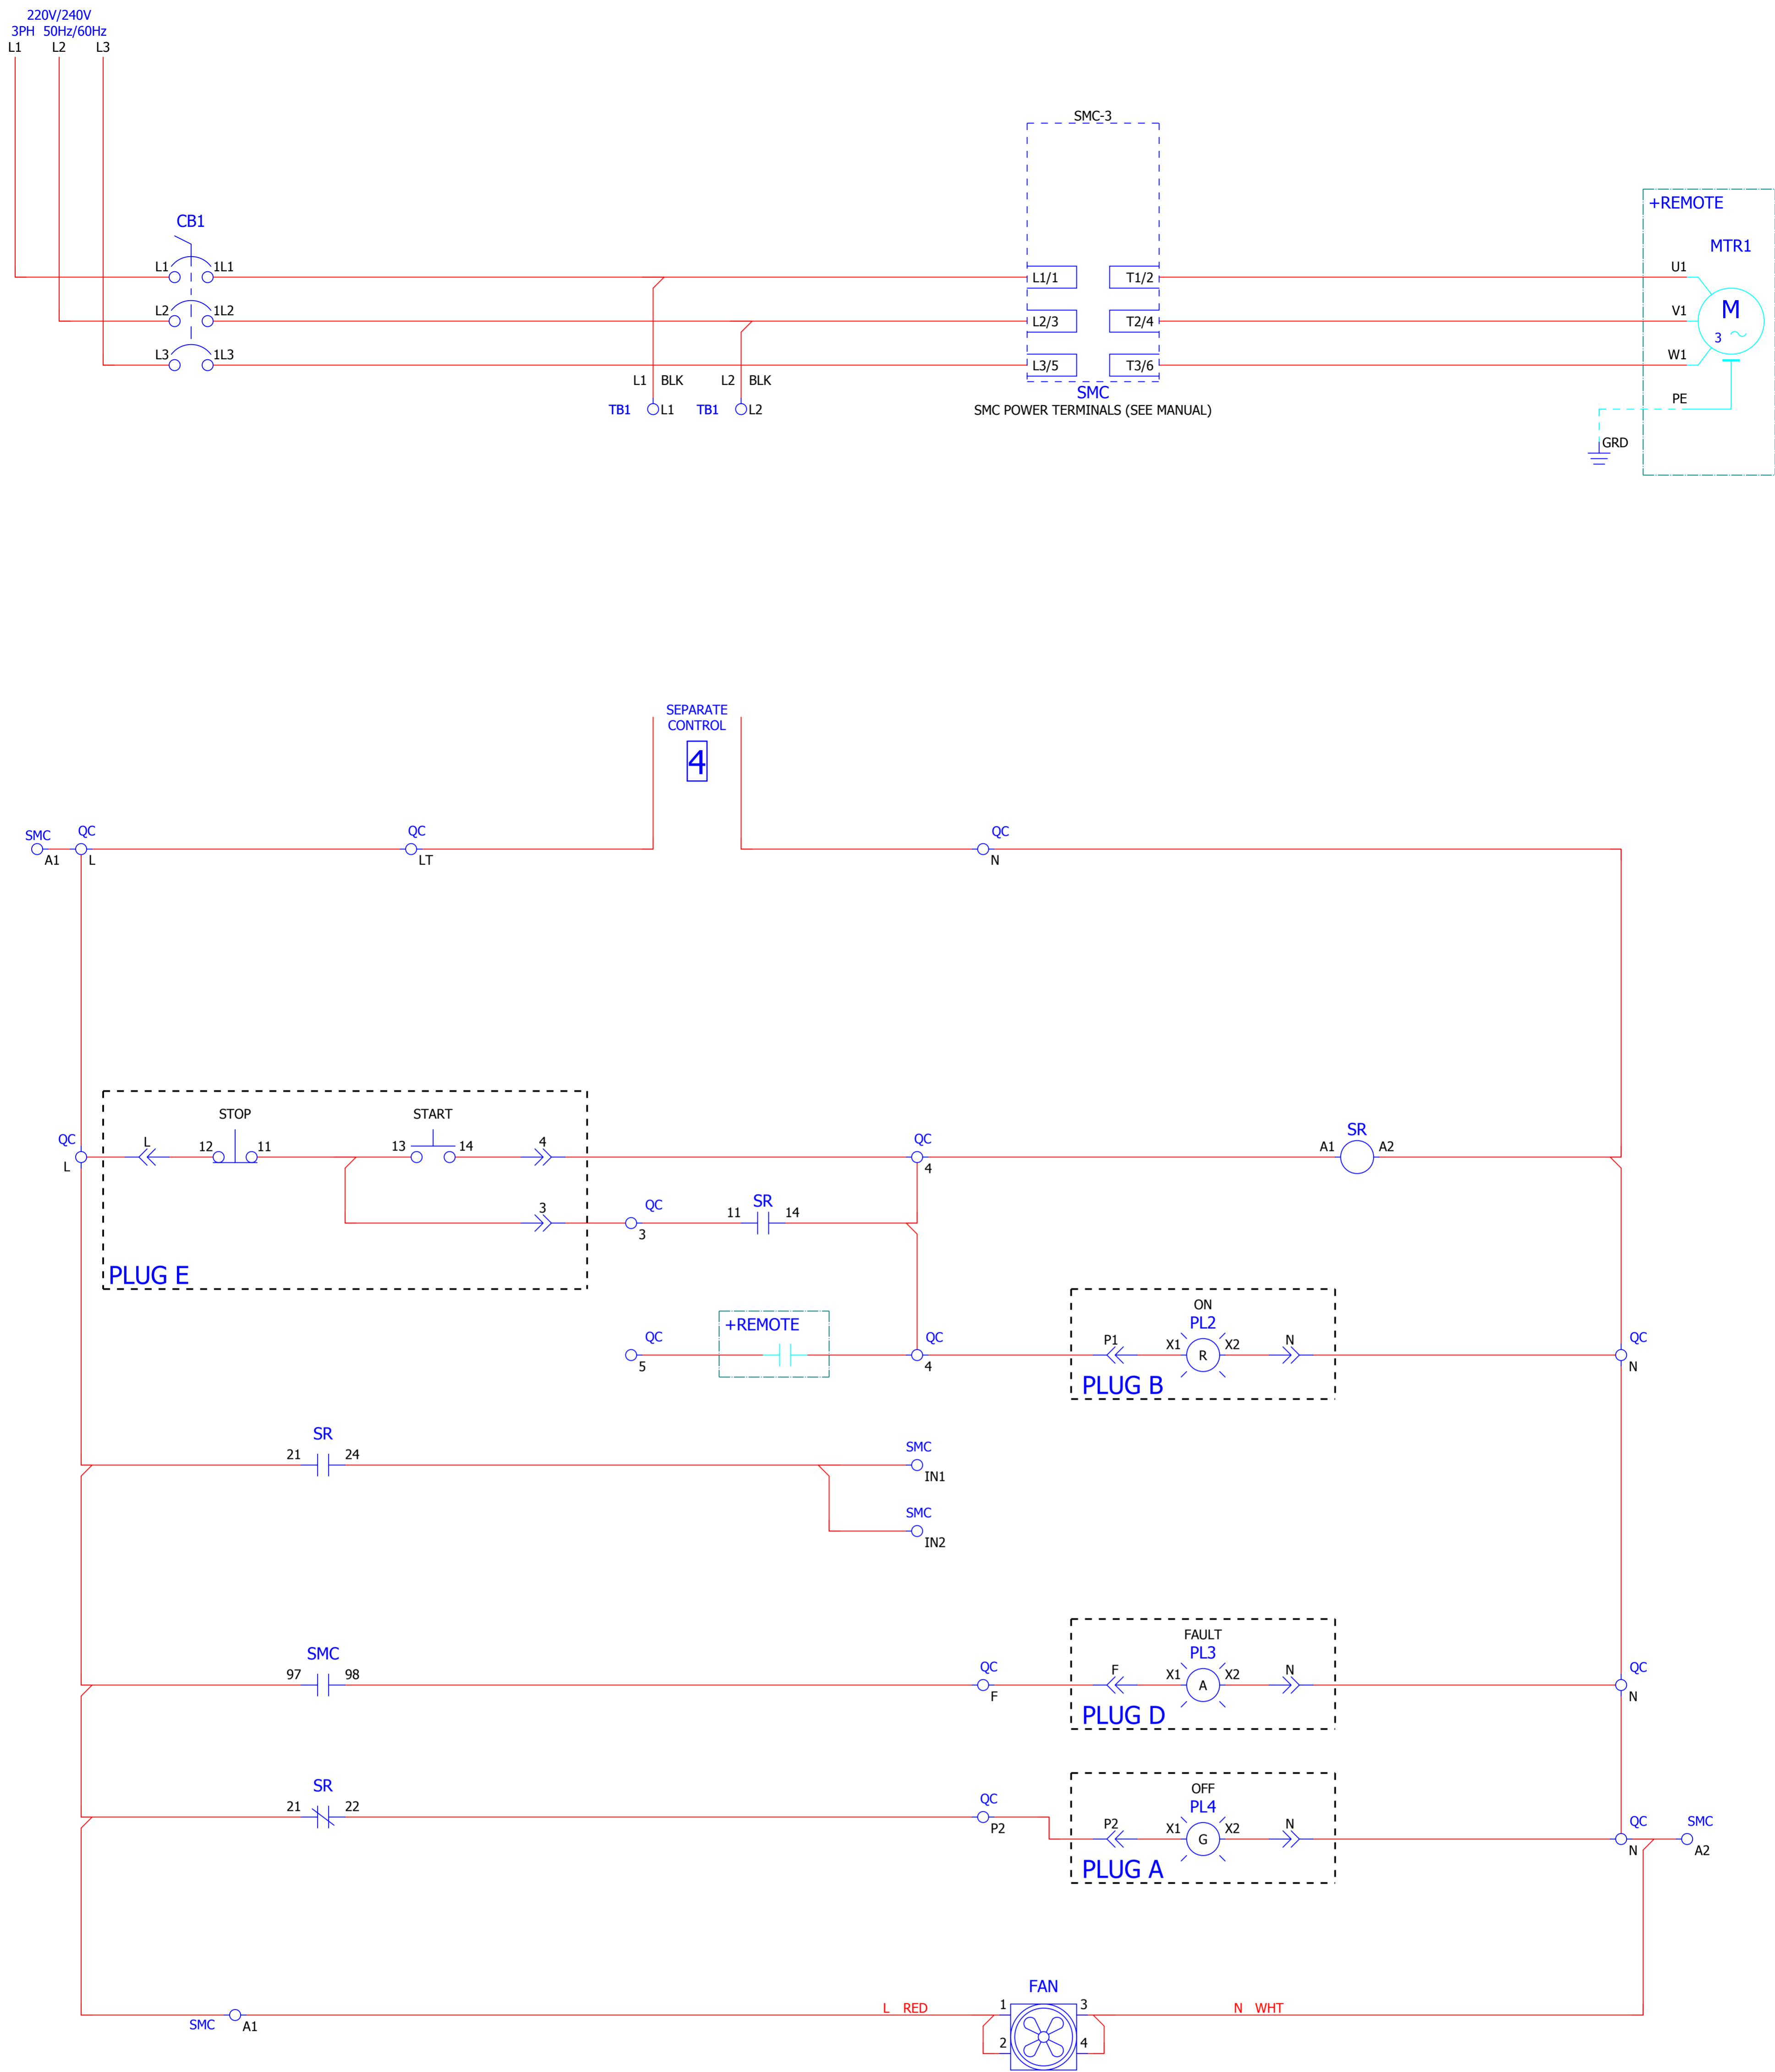 220V/240V
3PH 50Hz/60Hz
L1 L2 L3
SMC-3
+REMOTE
CB1
MTR1
L1 1L1 L1/1 T1/2 U1
L2 1L2 L2/3 T2/4 V1 M
3
L3 1L3 L3/5 T3/6 W1
L1 BLK L2 BLK
SMC
TB1 L1 TB1 L2
SMC POWER TERMINALS (SEE MANUAL)
PE
GRD
SEPARATE
CONTROL
4
SMC QC QC QC
A1 L LT N
STOP START
QC L 12 11 13 14 4 QC A1 SR A2
L 4
3 QC 11 SR 14
3
PLUG E
ON
+REMOTE PL2
QC QC P1 X1 R X2 N QC
5 4 N
PLUG B
SR
21 24 SMC
IN1
SMC
IN2
FAULT
SMC PL3
97 98 QC F X1 A X2 N QC
F N
PLUG D
SR OFF
21 22 QC PL4
P2 P2 X1 G X2 N QC SMC
N A2
PLUG A
FAN
L RED 1 3 N WHT
SMC A1
2 4